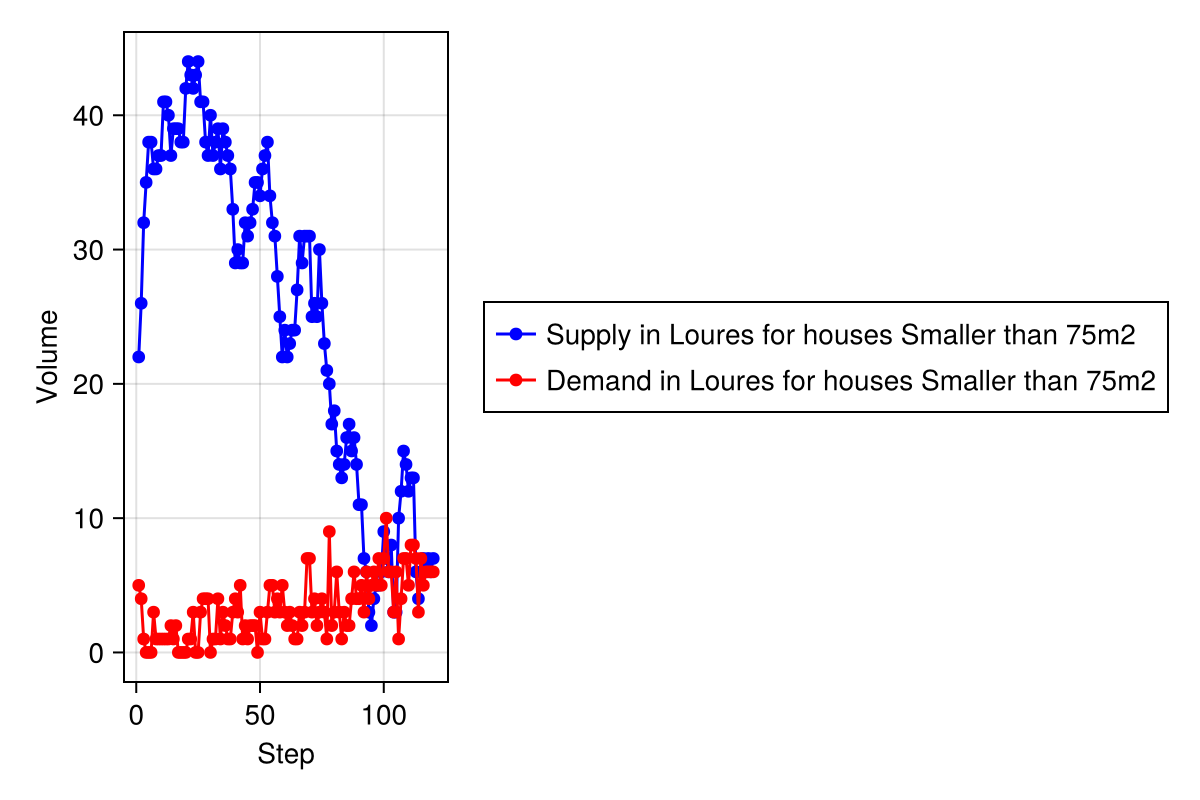 Volume
40
30
20
10
0
0 50 100
Step
Supply in Loures for houses Smaller than 75m2
Demand in Loures for houses Smaller than 75m2